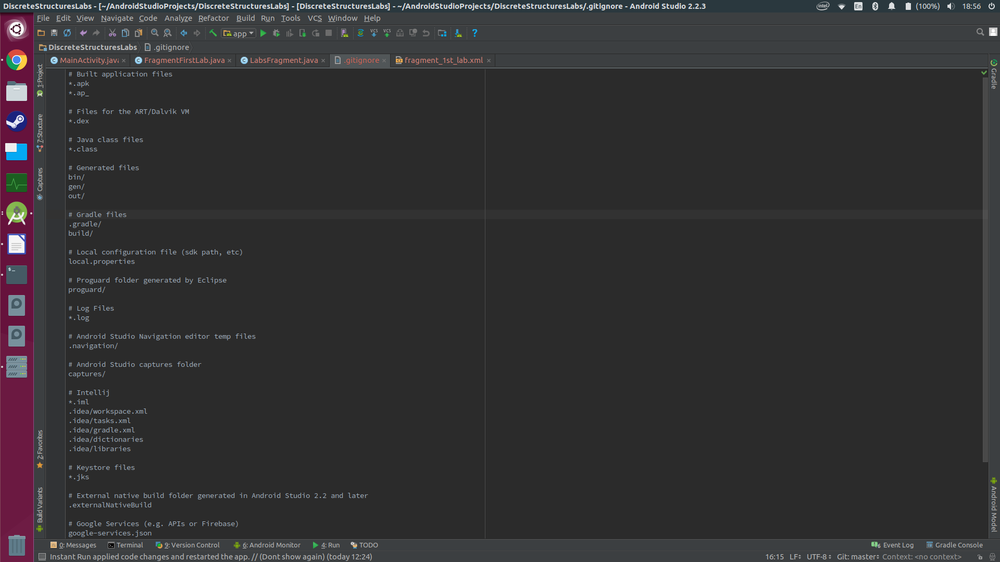 DiscreteStructuresLabs - [~/AndroidStudioProjects/DiscreteStructuresLabs] - [DiscreteStructuresLabs] - ~/AndroidStudioProjects/DiscreteStructuresLabs/.gitignore - Android Studio 2.2.3
intel En (100%) 18:56
File Edit View Navigate Code Analyze Refactor Build Run Tools VCS Window Help
app VCS VCS ?
DiscreteStructuresLabs .gitignore
MainActivity.java FragmentFirstLab.java LabsFragment.java .gitignore fragment_1st_lab.xml
1: Project
7: Structure
Captures
2: Favorites
Build Variants
# Built application files
*.apk
*.ap_
# Files for the ART/Dalvik VM
*.dex
# Java class files
*.class
# Generated files
bin/
gen/
out/
# Gradle files
.gradle/
build/
# Local configuration file (sdk path, etc)
local.properties
# Proguard folder generated by Eclipse
proguard/
# Log Files
*.log
# Android Studio Navigation editor temp files
.navigation/
# Android Studio captures folder
captures/
# Intellij
*.iml
.idea/workspace.xml
.idea/tasks.xml
.idea/gradle.xml
.idea/dictionaries
.idea/libraries
# Keystore files
*.jks
# External native build folder generated in Android Studio 2.2 and later
.externalNativeBuild
# Google Services (e.g. APIs or Firebase)
google-services.json
Gradle
Android Model
0: Messages Terminal 9: Version Control 6: Android Monitor 4: Run TODO 6 Event Log Gradle Console
Instant Run applied code changes and restarted the app. // (Dont show again) (today 12:24) 16:15 LF UTF-8 Git: master Context: <no context>